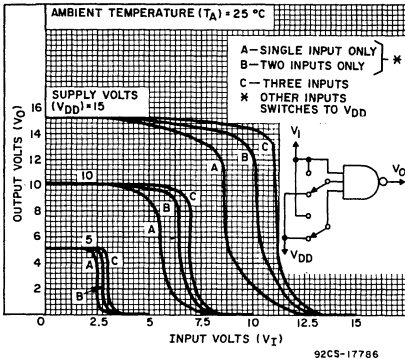 AMBIENT TEMPERATURE (TA) = 25 °C
A–SINGLE INPUT ONLY
B–TWO INPUTS ONLY
*
C–THREE INPUTS
* OTHER INPUTS
SWITCHES TO VDD
SUPPLY VOLTS
(VDD) = 15
OUTPUT VOLTS (VO)
16
14
12
10
8
6
4
2
0
10
5
A
B
C
A
B
C
A
B
C
VI
VO
VDD
2.5
5
7.5
10
12.5
15
INPUT VOLTS (VI)
92CS-17786